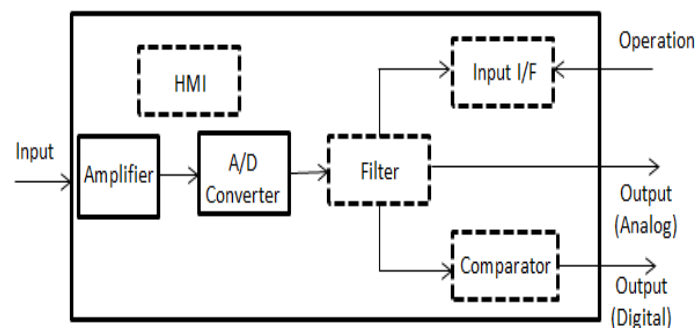 Operation
HMI
Input I/F
Input
Amplifier
A/D
Converter
Filter
Output
(Analog)
Comparator
Output
(Digital)